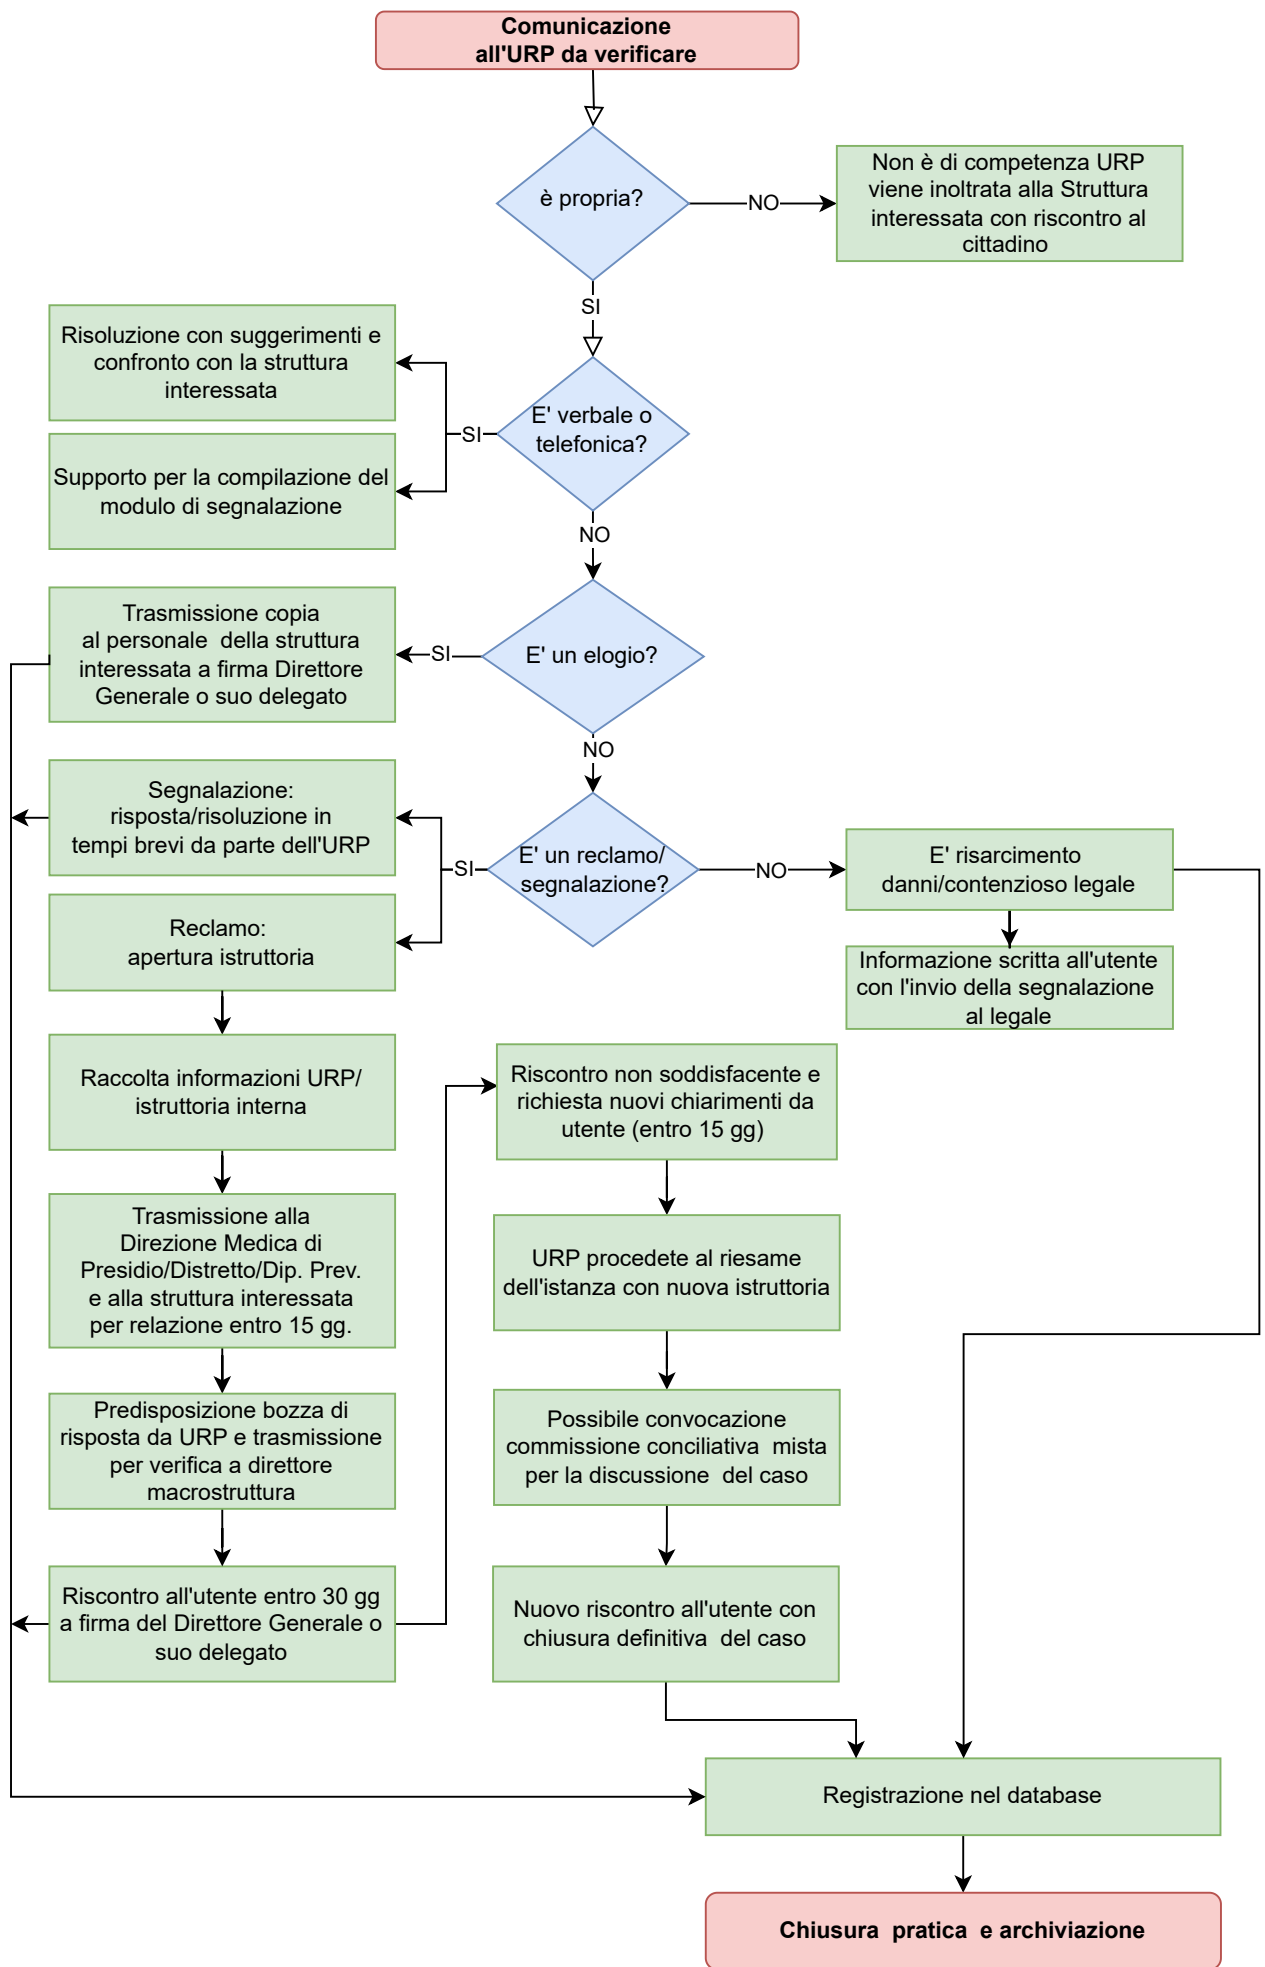 Comunicazione
all'URP da verificare
è propria?
NO
Non è di competenza URP
viene inoltrata alla Struttura
interessata con riscontro al
cittadino
SI
Risoluzione con suggerimenti e
confronto con la struttura
interessata
E' verbale o
telefonica?
SI
Supporto per la compilazione del
modulo di segnalazione
NO
Trasmissione copia
al personale  della struttura
interessata a firma Direttore
Generale o suo delegato
SI
E' un elogio?
NO
Segnalazione:
risposta/risoluzione in
tempi brevi da parte dell'URP
SI
E' un reclamo/
segnalazione?
NO
E' risarcimento
danni/contenzioso legale
Reclamo:
apertura istruttoria
Informazione scritta all'utente
con l'invio della segnalazione
al legale
Raccolta informazioni URP/
istruttoria interna
Riscontro non soddisfacente e
richiesta nuovi chiarimenti da
utente (entro 15 gg)
Trasmissione alla
Direzione Medica di
Presidio/Distretto/Dip. Prev.
e alla struttura interessata
per relazione entro 15 gg.
URP procedete al riesame
dell'istanza con nuova istruttoria
Predisposizione bozza di
risposta da URP e trasmissione
per verifica a direttore
macrostruttura
Possibile convocazione
commissione conciliativa  mista
per la discussione  del caso
Riscontro all'utente entro 30 gg
a firma del Direttore Generale o
suo delegato
Nuovo riscontro all'utente con
chiusura definitiva  del caso
Registrazione nel database
Chiusura  pratica  e archiviazione